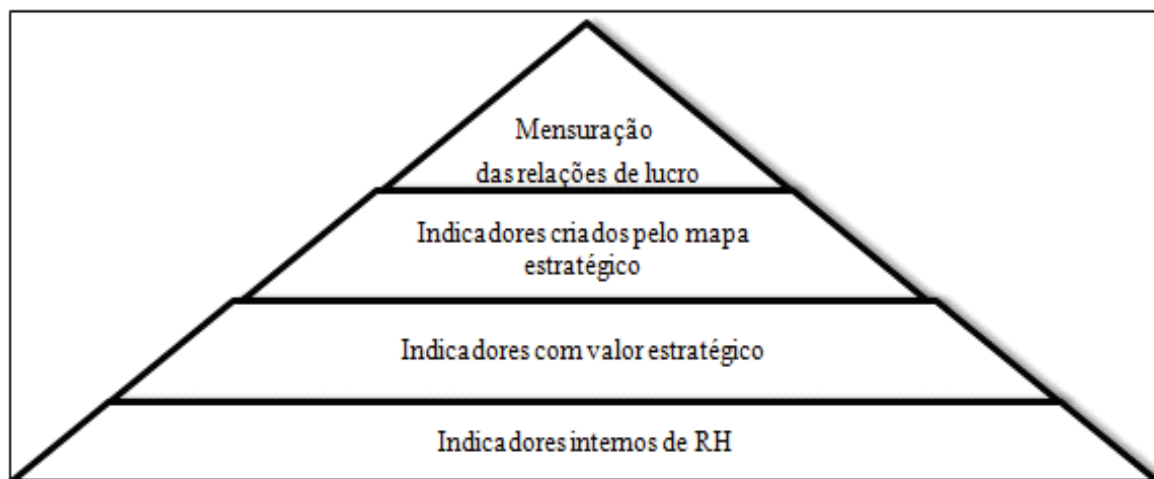 Mensuração
das relações de lucro
Indicadores criados pelo mapa
estratégico
Indicadores com valor estratégico
Indicadores internos de RH